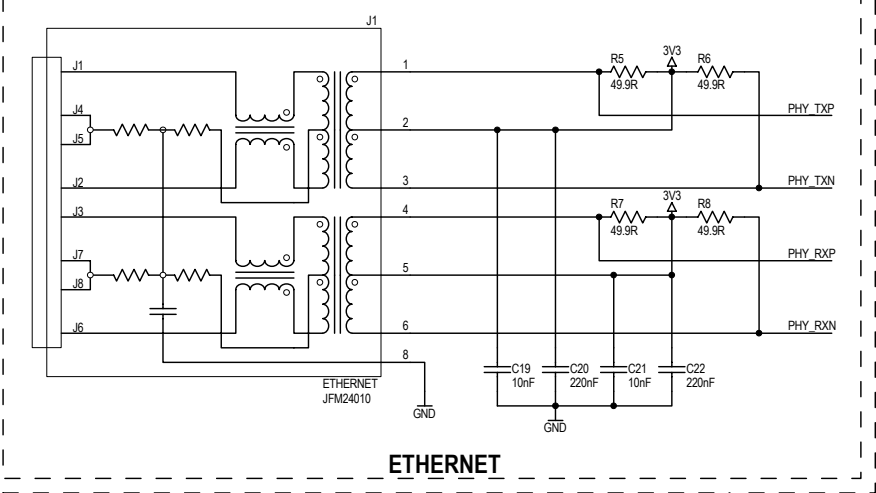 J1
J1
J4
J5
J2
J3
J7
J8
J6
1
2
3
4
5
6
8
ETHERNET
JFM24010
GND
R5
49.9R
3V3
R6
49.9R
PHY_TXP
PHY_TXN
R7
49.9R
3V3
R8
49.9R
PHY_RXP
PHY_RXN
C19
10nF
C20
220nF
C21
10nF
C22
220nF
GND
ETHERNET